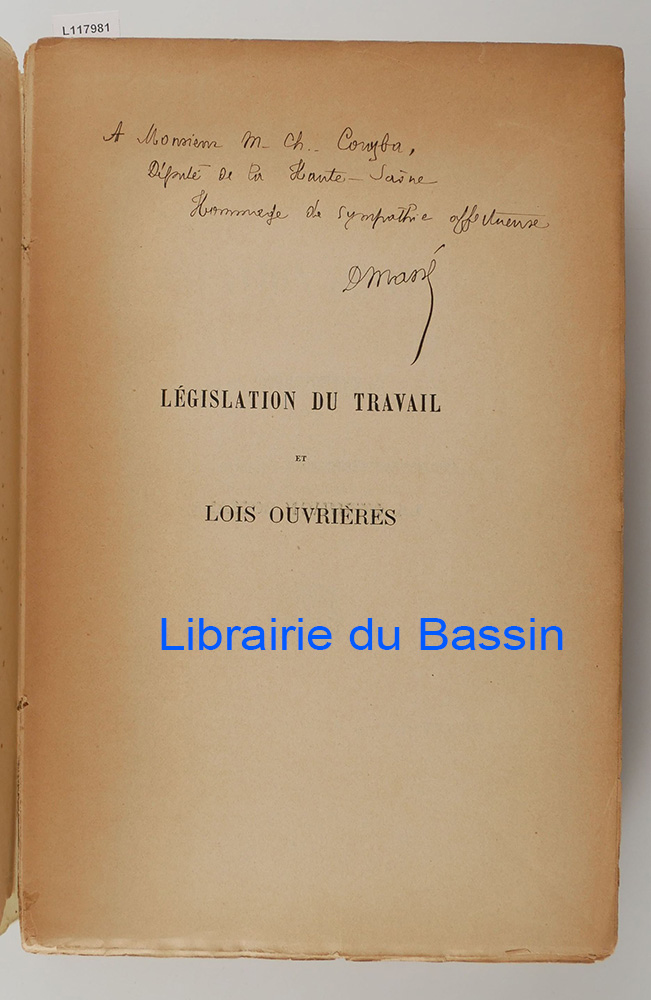 L117981
A Monsieur M- Ch- Couyba,
Député de la Haute-Saône
Hommage de sympathie affectueuse
DMassé
LÉGISLATION DU TRAVAIL
ET
LOIS OUVRIÈRES
Librairie du Bassin